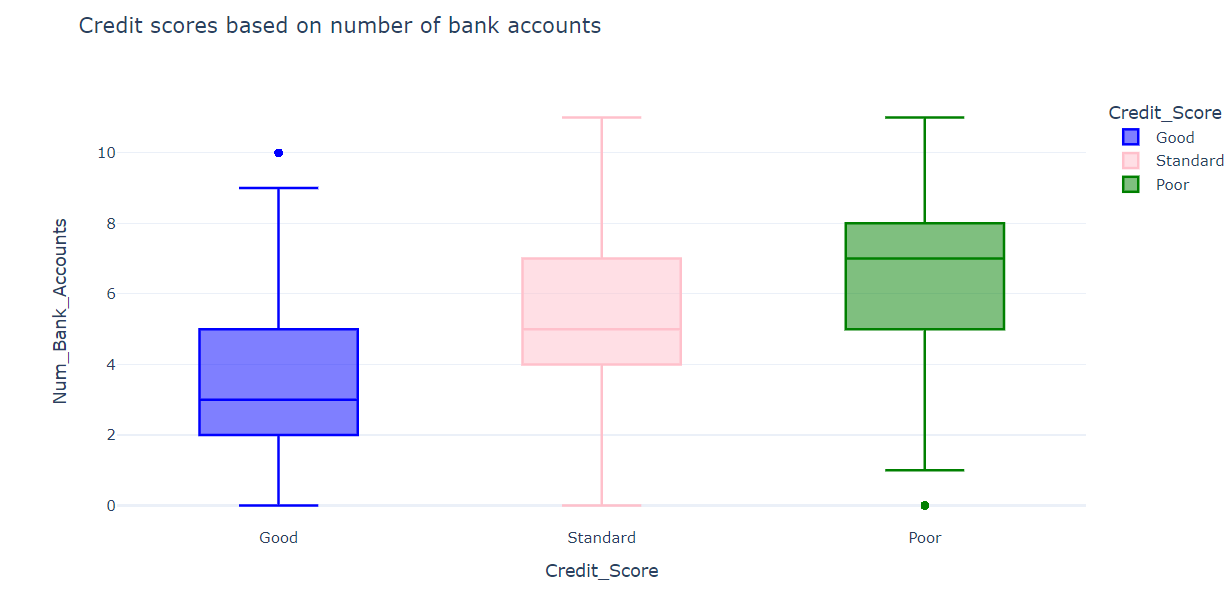 Credit scores based on number of bank accounts
Credit_Score
Good
Standard
Poor
Num_Bank_Accounts
10
8
6
4
2
0
Good Standard Poor
Credit_Score